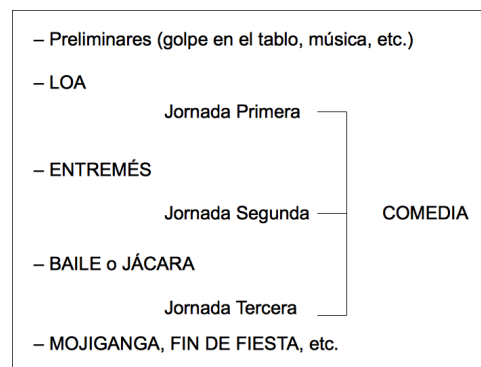 – Preliminares (golpe en el tablo, música, etc.)
– LOA
Jornada Primera
– ENTREMÉS
Jornada Segunda
COMEDIA
– BAILE o JÁCARA
Jornada Tercera
– MOJIGANGA, FIN DE FIESTA, etc.